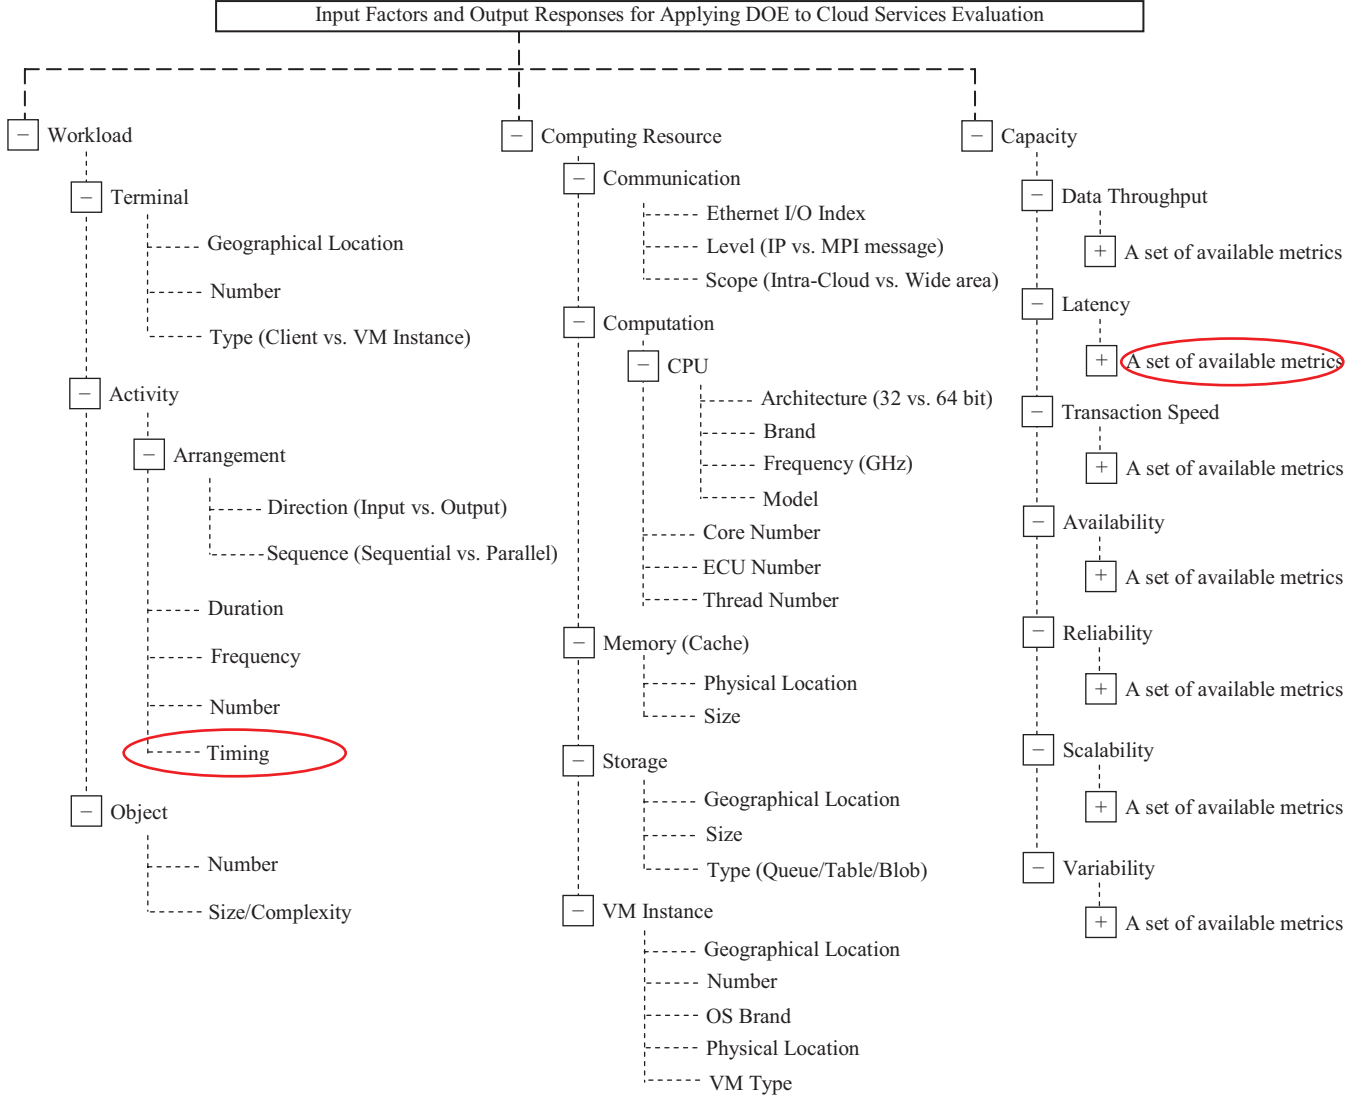 Input Factors and Output Responses for Applying DOE to Cloud Services Evaluation
− Workload
− Terminal
Geographical Location
Number
Type (Client vs. VM Instance)
− Activity
− Arrangement
Direction (Input vs. Output)
Sequence (Sequential vs. Parallel)
Duration
Frequency
Number
Timing
− Object
Number
Size/Complexity
− Computing Resource
− Communication
Ethernet I/O Index
Level (IP vs. MPI message)
Scope (Intra-Cloud vs. Wide area)
− Computation
− CPU
Architecture (32 vs. 64 bit)
Brand
Frequency (GHz)
Model
Core Number
ECU Number
Thread Number
− Memory (Cache)
Physical Location
Size
− Storage
Geographical Location
Size
Type (Queue/Table/Blob)
− VM Instance
Geographical Location
Number
OS Brand
Physical Location
VM Type
− Capacity
− Data Throughput
+ A set of available metrics
− Latency
+ A set of available metrics
− Transaction Speed
+ A set of available metrics
− Availability
+ A set of available metrics
− Reliability
+ A set of available metrics
− Scalability
+ A set of available metrics
− Variability
+ A set of available metrics